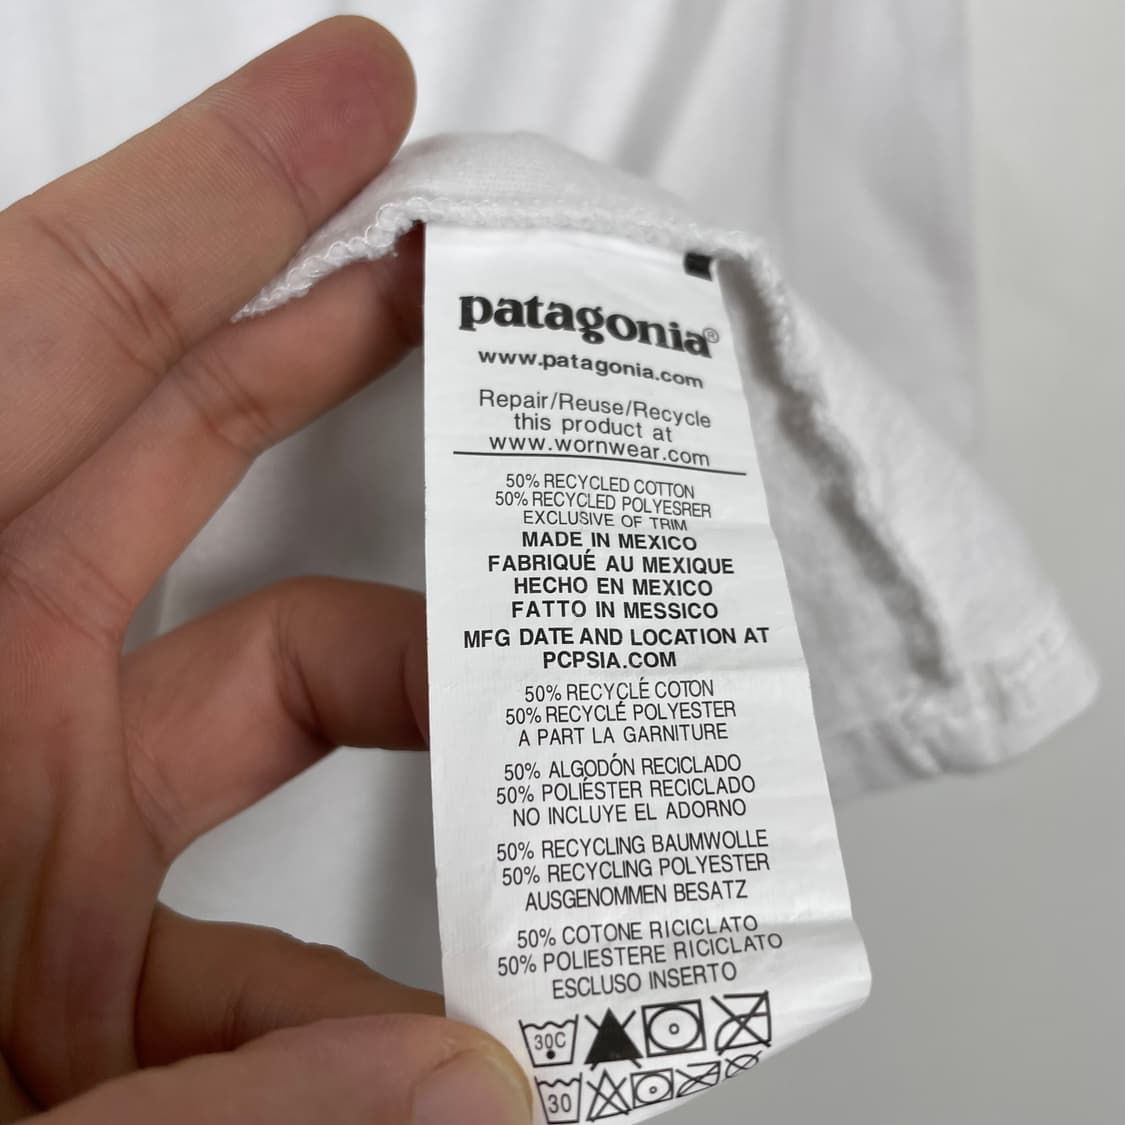 patagonia®
www.patagonia.com
Repair/Reuse/Recycle
this product at
www.wornwear.com
50% RECYCLED COTTON
50% RECYCLED POLYESRER
EXCLUSIVE OF TRIM
MADE IN MEXICO
FABRIQUÉ AU MEXIQUE
HECHO EN MEXICO
FATTO IN MESSICO
MFG DATE AND LOCATION AT
PCPSIA.COM
50% RECYCLÉ COTON
50% RECYCLÉ POLYESTER
A PART LA GARNITURE
50% ALGODÓN RECICLADO
50% POLIÉSTER RECICLADO
NO INCLUYE EL ADORNO
50% RECYCLING BAUMWOLLE
50% RECYCLING POLYESTER
AUSGENOMMEN BESATZ
50% COTONE RICICLATO
50% POLIESTERE RICICLATO
ESCLUSO INSERTO
30C
30